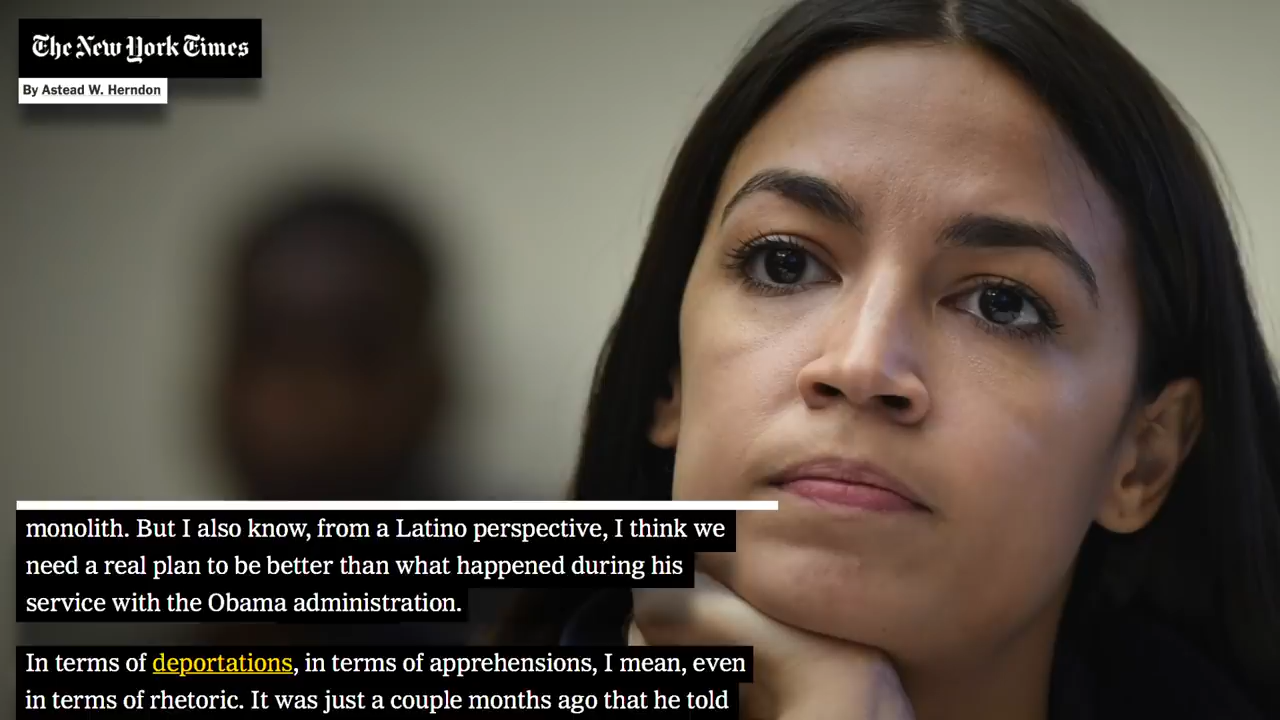 The New York Times
By Astead W. Herndon
monolith. But I also know, from a Latino perspective, I think we
need a real plan to be better than what happened during his
service with the Obama administration.
In terms of deportations, in terms of apprehensions, I mean, even
in terms of rhetoric. It was just a couple months ago that he told